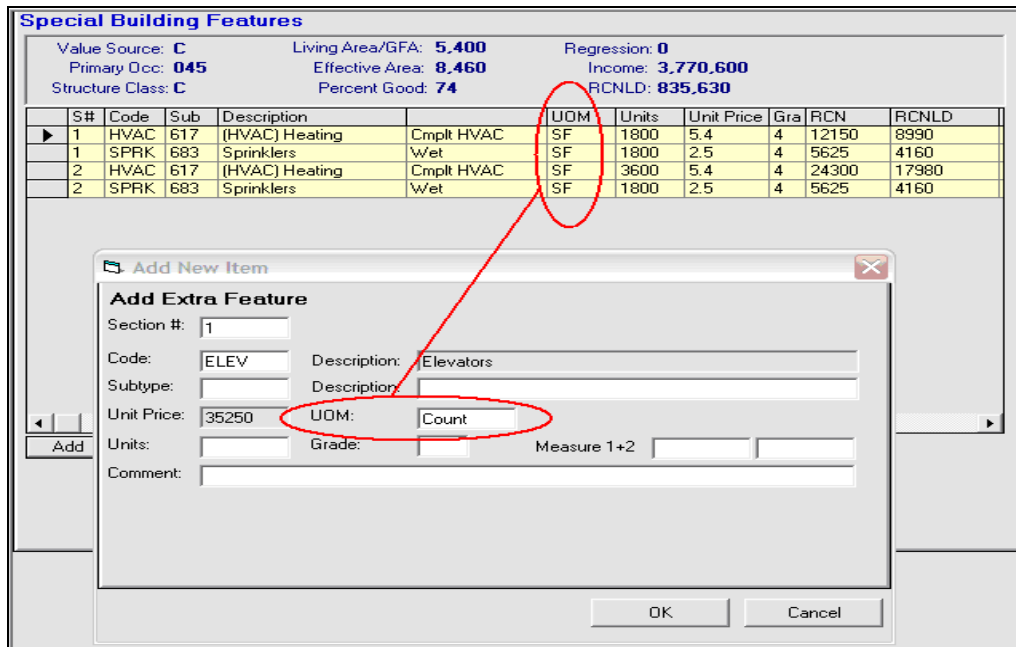 Special Building Features
Value Source: C Living Area/GFA: 5,400 Regression: 0
Primary Occ: 045 Effective Area: 8,460 Income: 3,770,600
Structure Class: C Percent Good: 74 RCNLD: 835,630
S# Code Sub Description UOM Units Unit Price Gra RCN RCNLD
1 HVAC 617 (HVAC) Heating Cmplt HVAC SF 1800 5.4 4 12150 8990
1 SPRK 683 Sprinklers Wet SF 1800 2.5 4 5625 4160
2 HVAC 617 (HVAC) Heating Cmplt HVAC SF 3600 5.4 4 24300 17980
2 SPRK 683 Sprinklers Wet SF 1800 2.5 4 5625 4160
Add New Item
Add Extra Feature
Section #: 1
Code: ELEV Description: Elevators
Subtype: Description:
Unit Price: 35250 UOM: Count
Add Units: Grade: Measure 1+2
Comment:
OK Cancel